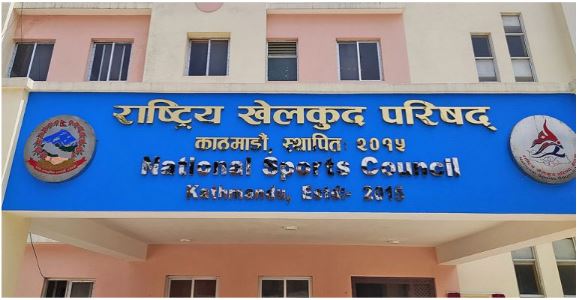 राष्ट्रिय खेलकुद परिषद्
काठमाडौं, स्थापित २०१५
National Sports Council
Kathmandu, Estd:- 2015